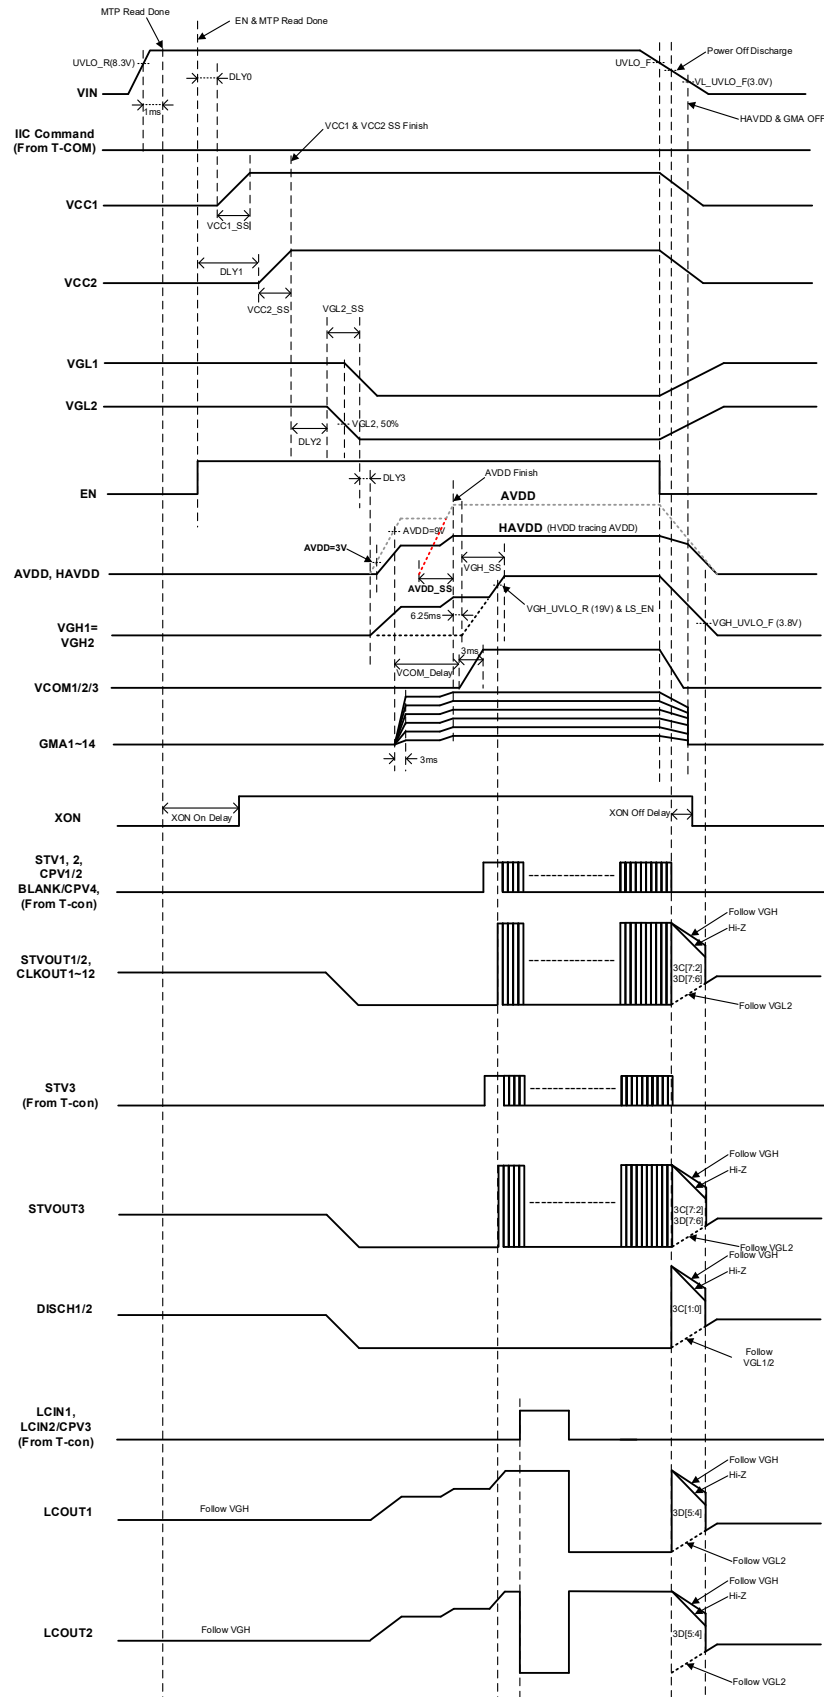 MTP Read Done
EN & MTP Read Done
UVLO_R(8.3V)
DLY0
UVLO_F
Power Off Discharge
VL_UVLO_F(3.0V)
VIN
1ms
HAVDD & GMA OFF
IIC Command
(From T-COM)
VCC1 & VCC2 SS Finish
VCC1
VCC1_SS
DLY1
VCC2
VCC2_SS
VGL2_SS
VGL1
VGL2
VGL2, 50%
DLY2
EN
DLY3
AVDD Finish
AVDD
AVDD=9V
HAVDD (HVDD tracing AVDD)
AVDD=3V
VGH_SS
AVDD, HAVDD
AVDD_SS
VGH_UVLO_R (19V) & LS_EN
6.25ms
VGH_UVLO_F (3.8V)
VGH1=
VGH2
3ms
VCOM_Delay
VCOM1/2/3
GMA1~14
3ms
XON
XON On Delay
XON Off Delay
STV1, 2,
CPV1/2
BLANK/CPV4,
(From T-con)
Follow VGH
Hi-Z
STVOUT1/2,
CLKOUT1~12
3C[7:2]
3D[7:6]
Follow VGL2
STV3
(From T-con)
Follow VGH
Hi-Z
STVOUT3
3C[7:2]
3D[7:6]
Follow VGL2
Follow VGH
Hi-Z
DISCH1/2
3C[1:0]
Follow
VGL1/2
LCIN1,
LCIN2/CPV3
(From T-con)
Follow VGH
Hi-Z
LCOUT1
Follow VGH
3D[5:4]
Follow VGL2
Follow VGH
Hi-Z
LCOUT2
Follow VGH
3D[5:4]
Follow VGL2